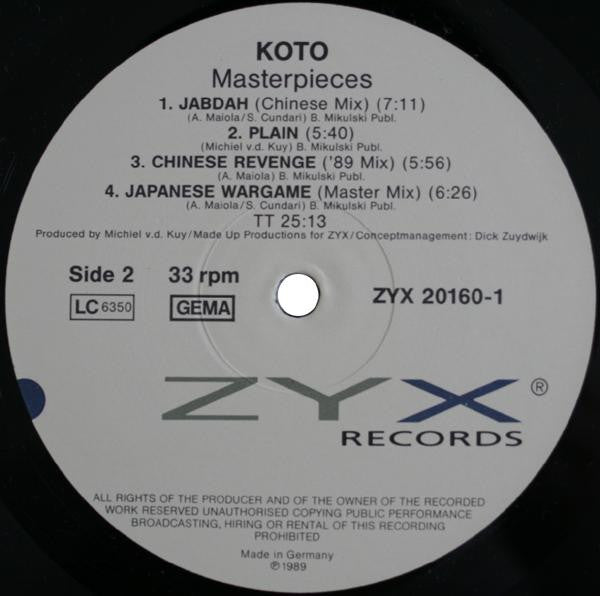 KOTO
Masterpieces
1. JABDAH (Chinese Mix) (7:11)
(A. Maiola/S. Cundari) B. Mikulski Publ.
2. PLAIN (5:40)
(Michiel v.d. Kuy) B. Mikulski Publ.
3. CHINESE REVENGE ('89 Mix) (5:56)
(A. Maiola) B. Mikulski Publ.
4. JAPANESE WARGAME (Master Mix) (6:26)
(A. Maiola/S. Cundari) B. Mikulski Publ.
TT 25:13
Produced by Michiel v.d. Kuy/Made Up Productions for ZYX/Conceptmanagement: Dick Zuydwijk
Side 2 33 rpm
LC 6350 GEMA ZYX 20160-1
ZYX ®
RECORDS
ALL RIGHTS OF THE PRODUCER AND OF THE OWNER OF THE RECORDED
WORK RESERVED UNAUTHORISED COPYING PUBLIC PERFORMANCE
BROADCASTING, HIRING OR RENTAL OF THIS RECORDING
PROHIBITED
Made in Germany
℗ 1989